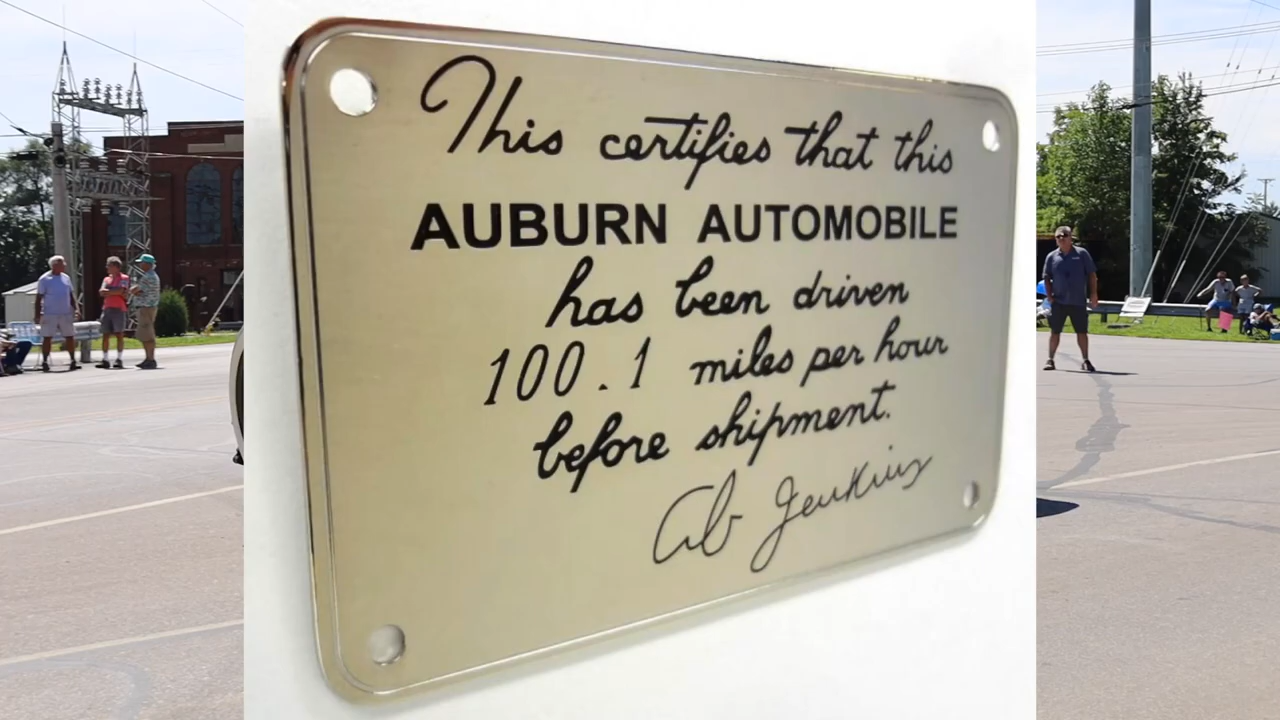 This certifies that this
AUBURN AUTOMOBILE
has been driven
100.1 miles per hour
before shipment.
Ab Jenkins